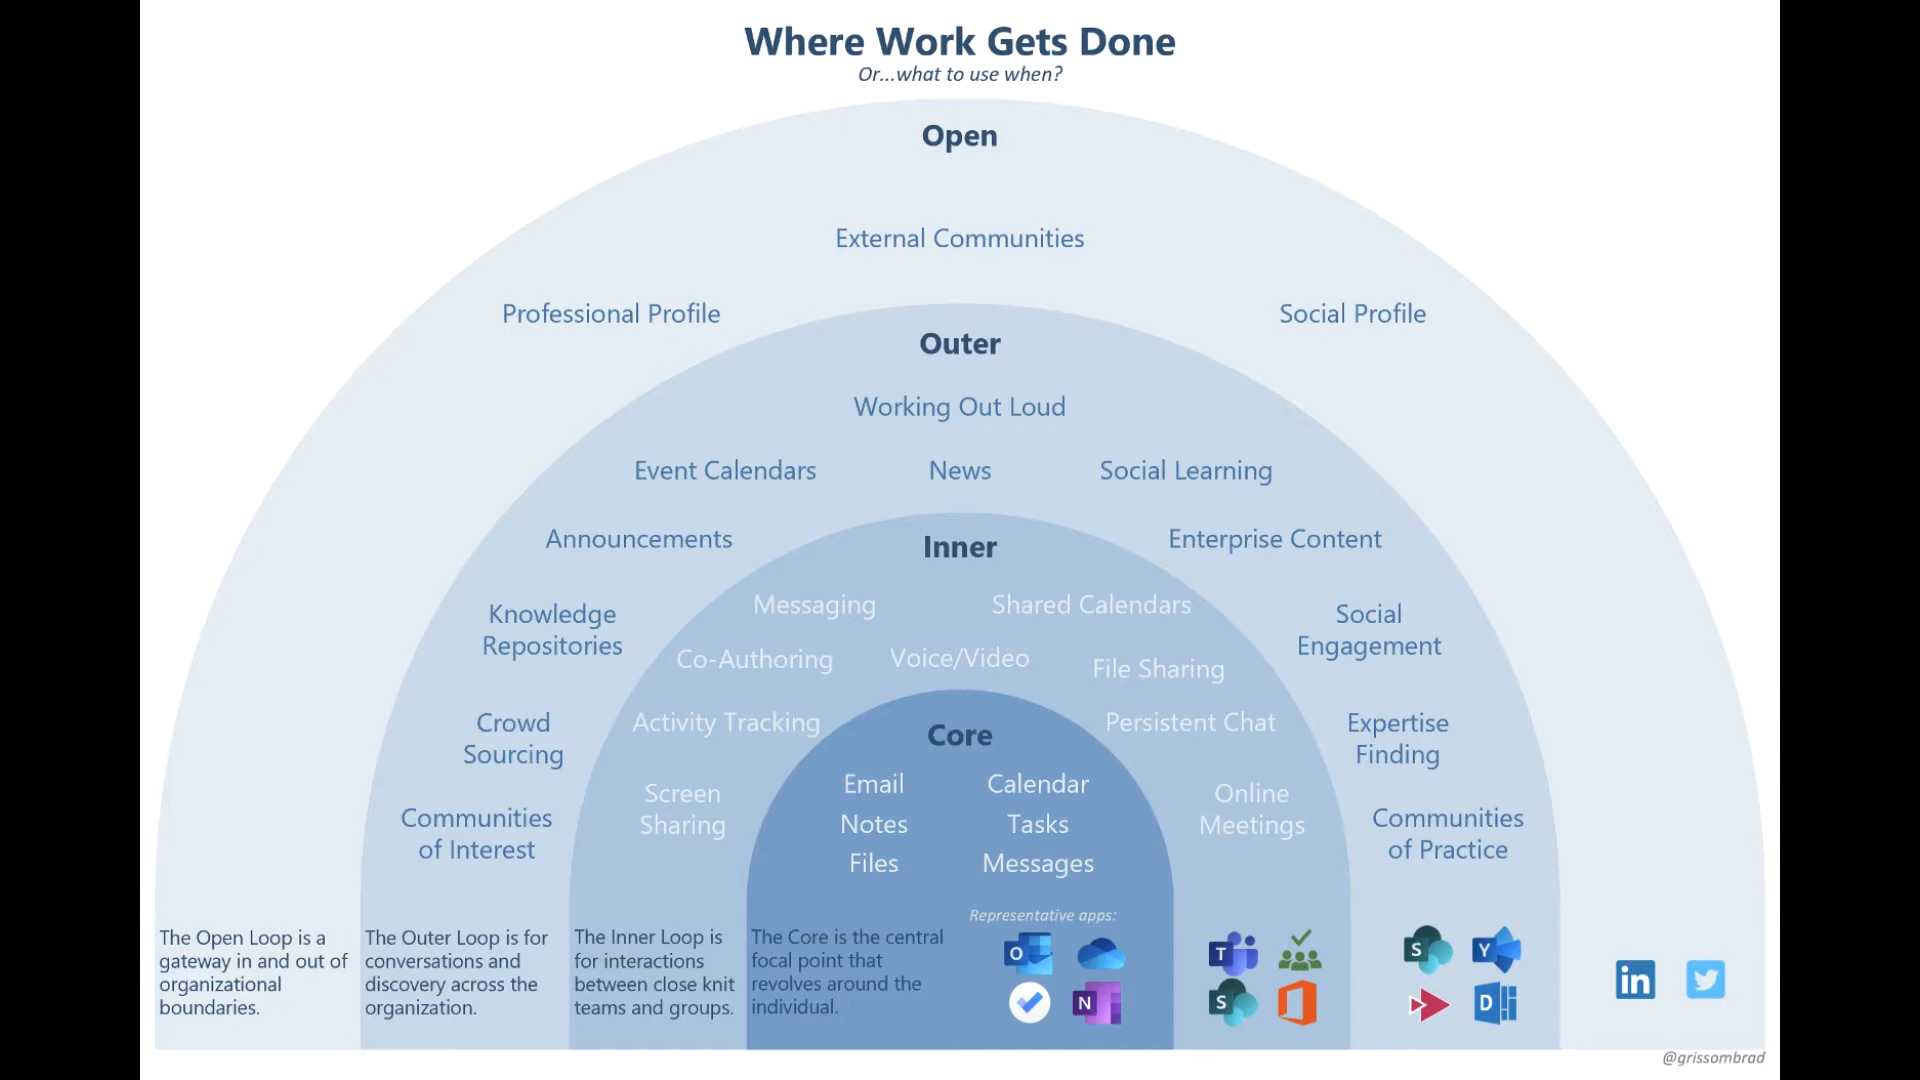 Where Work Gets Done
Or...what to use when?
Open
External Communities
Professional Profile
Social Profile
Outer
Working Out Loud
Event Calendars
News
Social Learning
Announcements
Enterprise Content
Inner
Messaging
Shared Calendars
Knowledge
Repositories
Social
Engagement
Co-Authoring
Voice/Video
File Sharing
Activity Tracking
Persistent Chat
Crowd
Sourcing
Expertise
Finding
Core
Email
Calendar
Notes
Tasks
Files
Messages
Screen
Sharing
Online
Meetings
Communities
of Interest
Communities
of Practice
Representative apps:
The Open Loop is a
gateway in and out of
organizational
boundaries.
The Outer Loop is for
conversations and
discovery across the
organization.
The Inner Loop is
for interactions
between close knit
teams and groups.
The Core is the central
focal point that
revolves around the
individual.
O
N
T
S
S
Y
D
in
@grissombrad